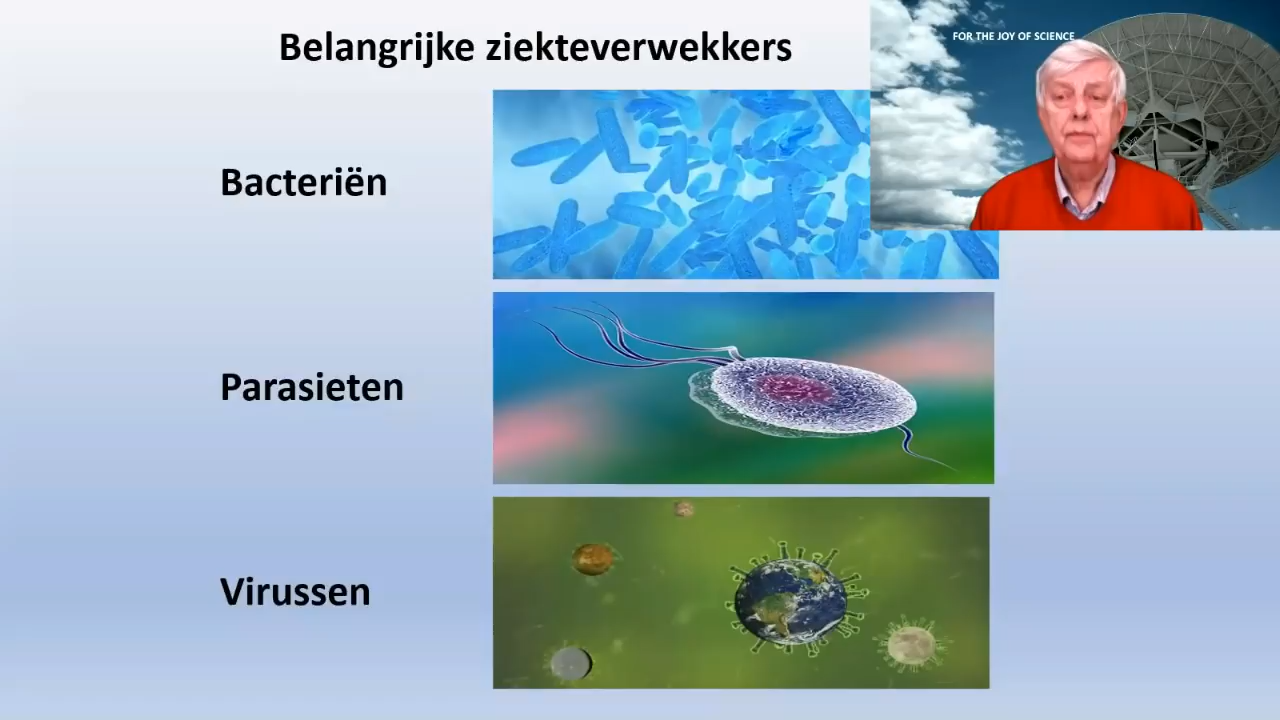 Belangrijke ziekteverwekkers
FOR THE JOY OF SCIENCE
Bacteriën
Parasieten
Virussen